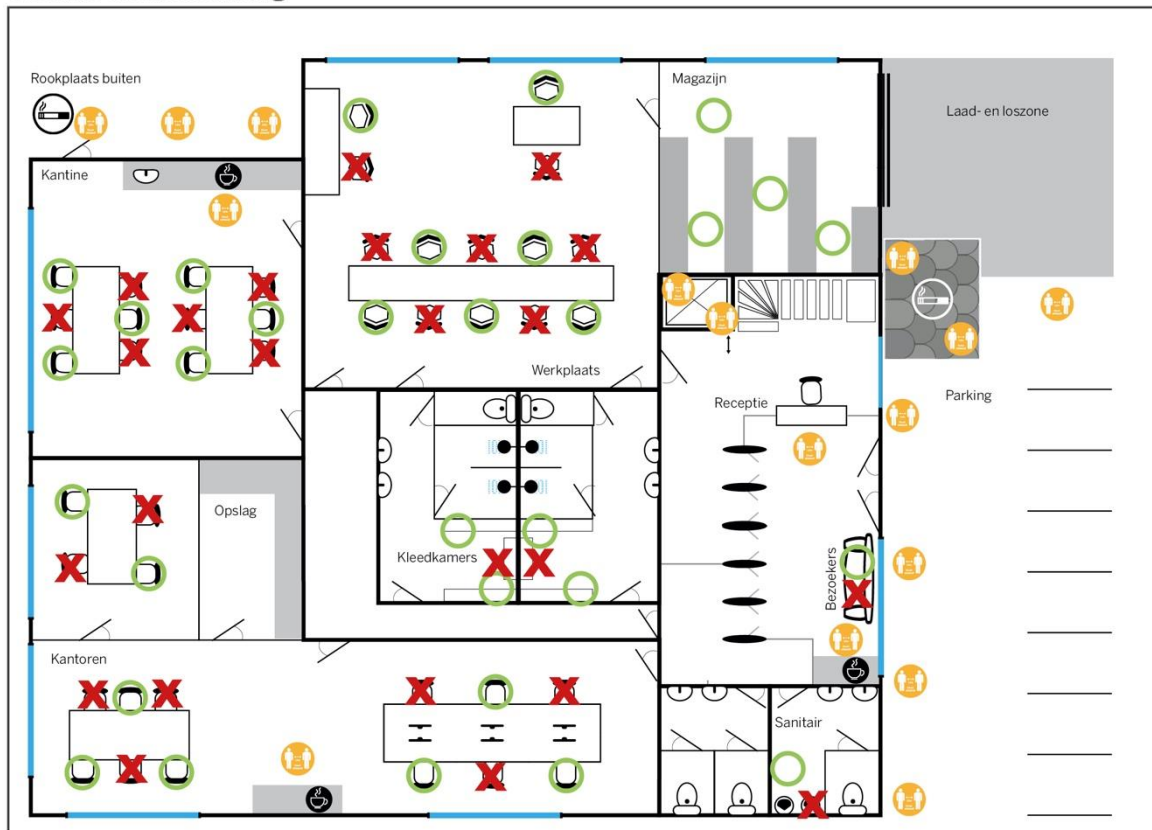 Rookplaats buiten
Kantine
Magazijn
Laad- en loszone
Werkplaats
Receptie
Parking
Opslag
Kleedkamers
Bezoekers
Kantoren
Sanitair